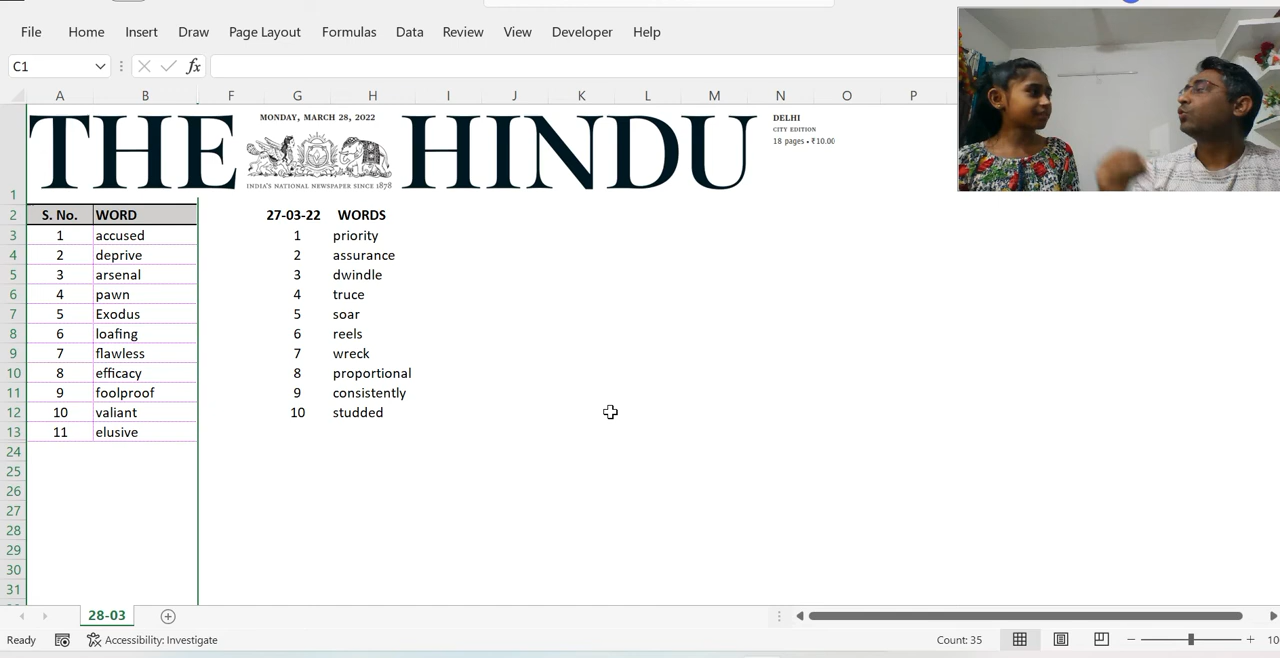 File Home Insert Draw Page Layout Formulas Data Review View Developer Help
C1 fx
A B F G H I J K L M N O P
THE HINDU
MONDAY, MARCH 28, 2022
INDIA'S NATIONAL NEWSPAPER SINCE 1878
DELHI
CITY EDITION
18 pages • ₹10.00
1
2 S. No. WORD 27-03-22 WORDS
3 1 accused 1 priority
4 2 deprive 2 assurance
5 3 arsenal 3 dwindle
6 4 pawn 4 truce
7 5 Exodus 5 soar
8 6 loafing 6 reels
9 7 flawless 7 wreck
10 8 efficacy 8 proportional
11 9 foolproof 9 consistently
12 10 valiant 10 studded
13 11 elusive
24
25
26
27
28
29
30
31
28-03
Ready Accessibility: Investigate Count: 35 10